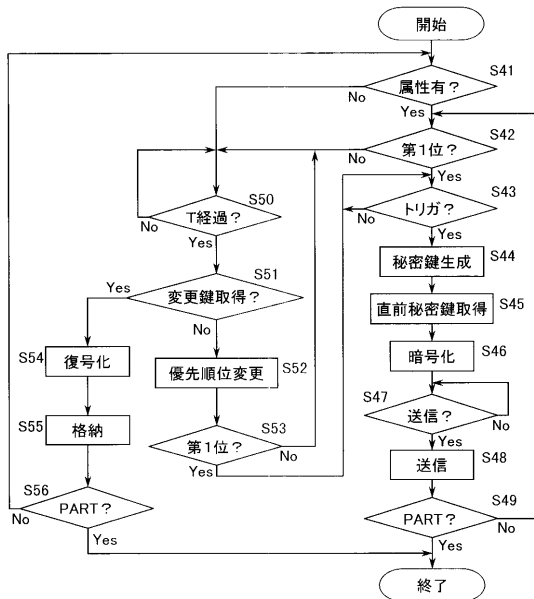 開始
S41
属性有?
No
Yes
S42
第1位?
No
Yes
S43
トリガ?
No
Yes
S44
秘密鍵生成
S45
直前秘密鍵取得
S46
暗号化
S47
送信?
No
Yes
S48
送信
S49
PART?
No
Yes
終了
S50
T経過?
No
Yes
S51
変更鍵取得?
Yes
No
S52
優先順位変更
S53
第1位?
No
Yes
S54
復号化
S55
格納
S56
PART?
No
Yes